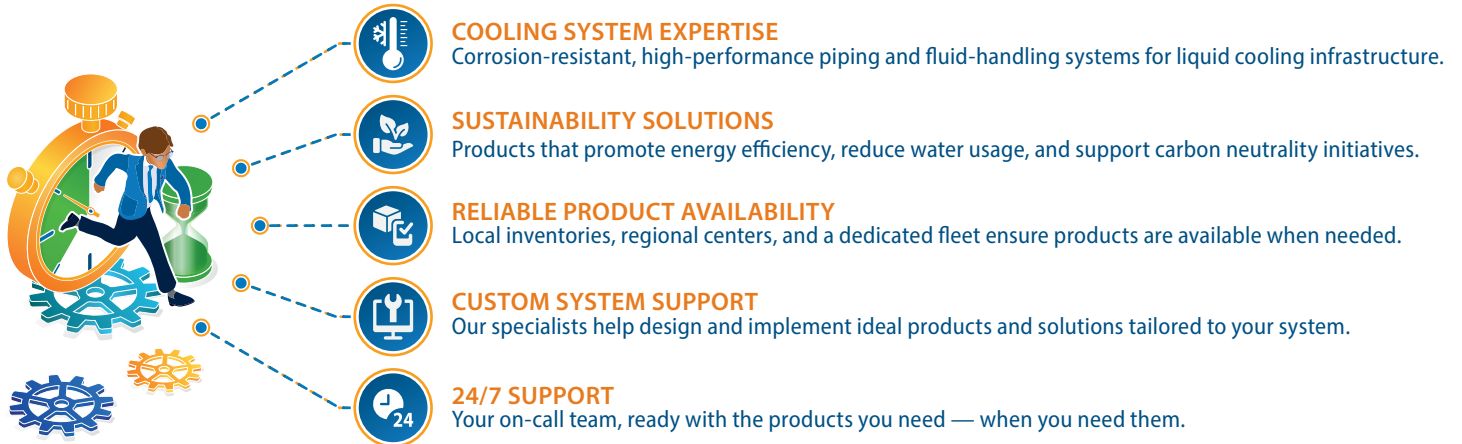 COOLING SYSTEM EXPERTISE
Corrosion-resistant, high-performance piping and fluid-handling systems for liquid cooling infrastructure.
SUSTAINABILITY SOLUTIONS
Products that promote energy efficiency, reduce water usage, and support carbon neutrality initiatives.
RELIABLE PRODUCT AVAILABILITY
Local inventories, regional centers, and a dedicated fleet ensure products are available when needed.
CUSTOM SYSTEM SUPPORT
Our specialists help design and implement ideal products and solutions tailored to your system.
24
24/7 SUPPORT
Your on-call team, ready with the products you need — when you need them.